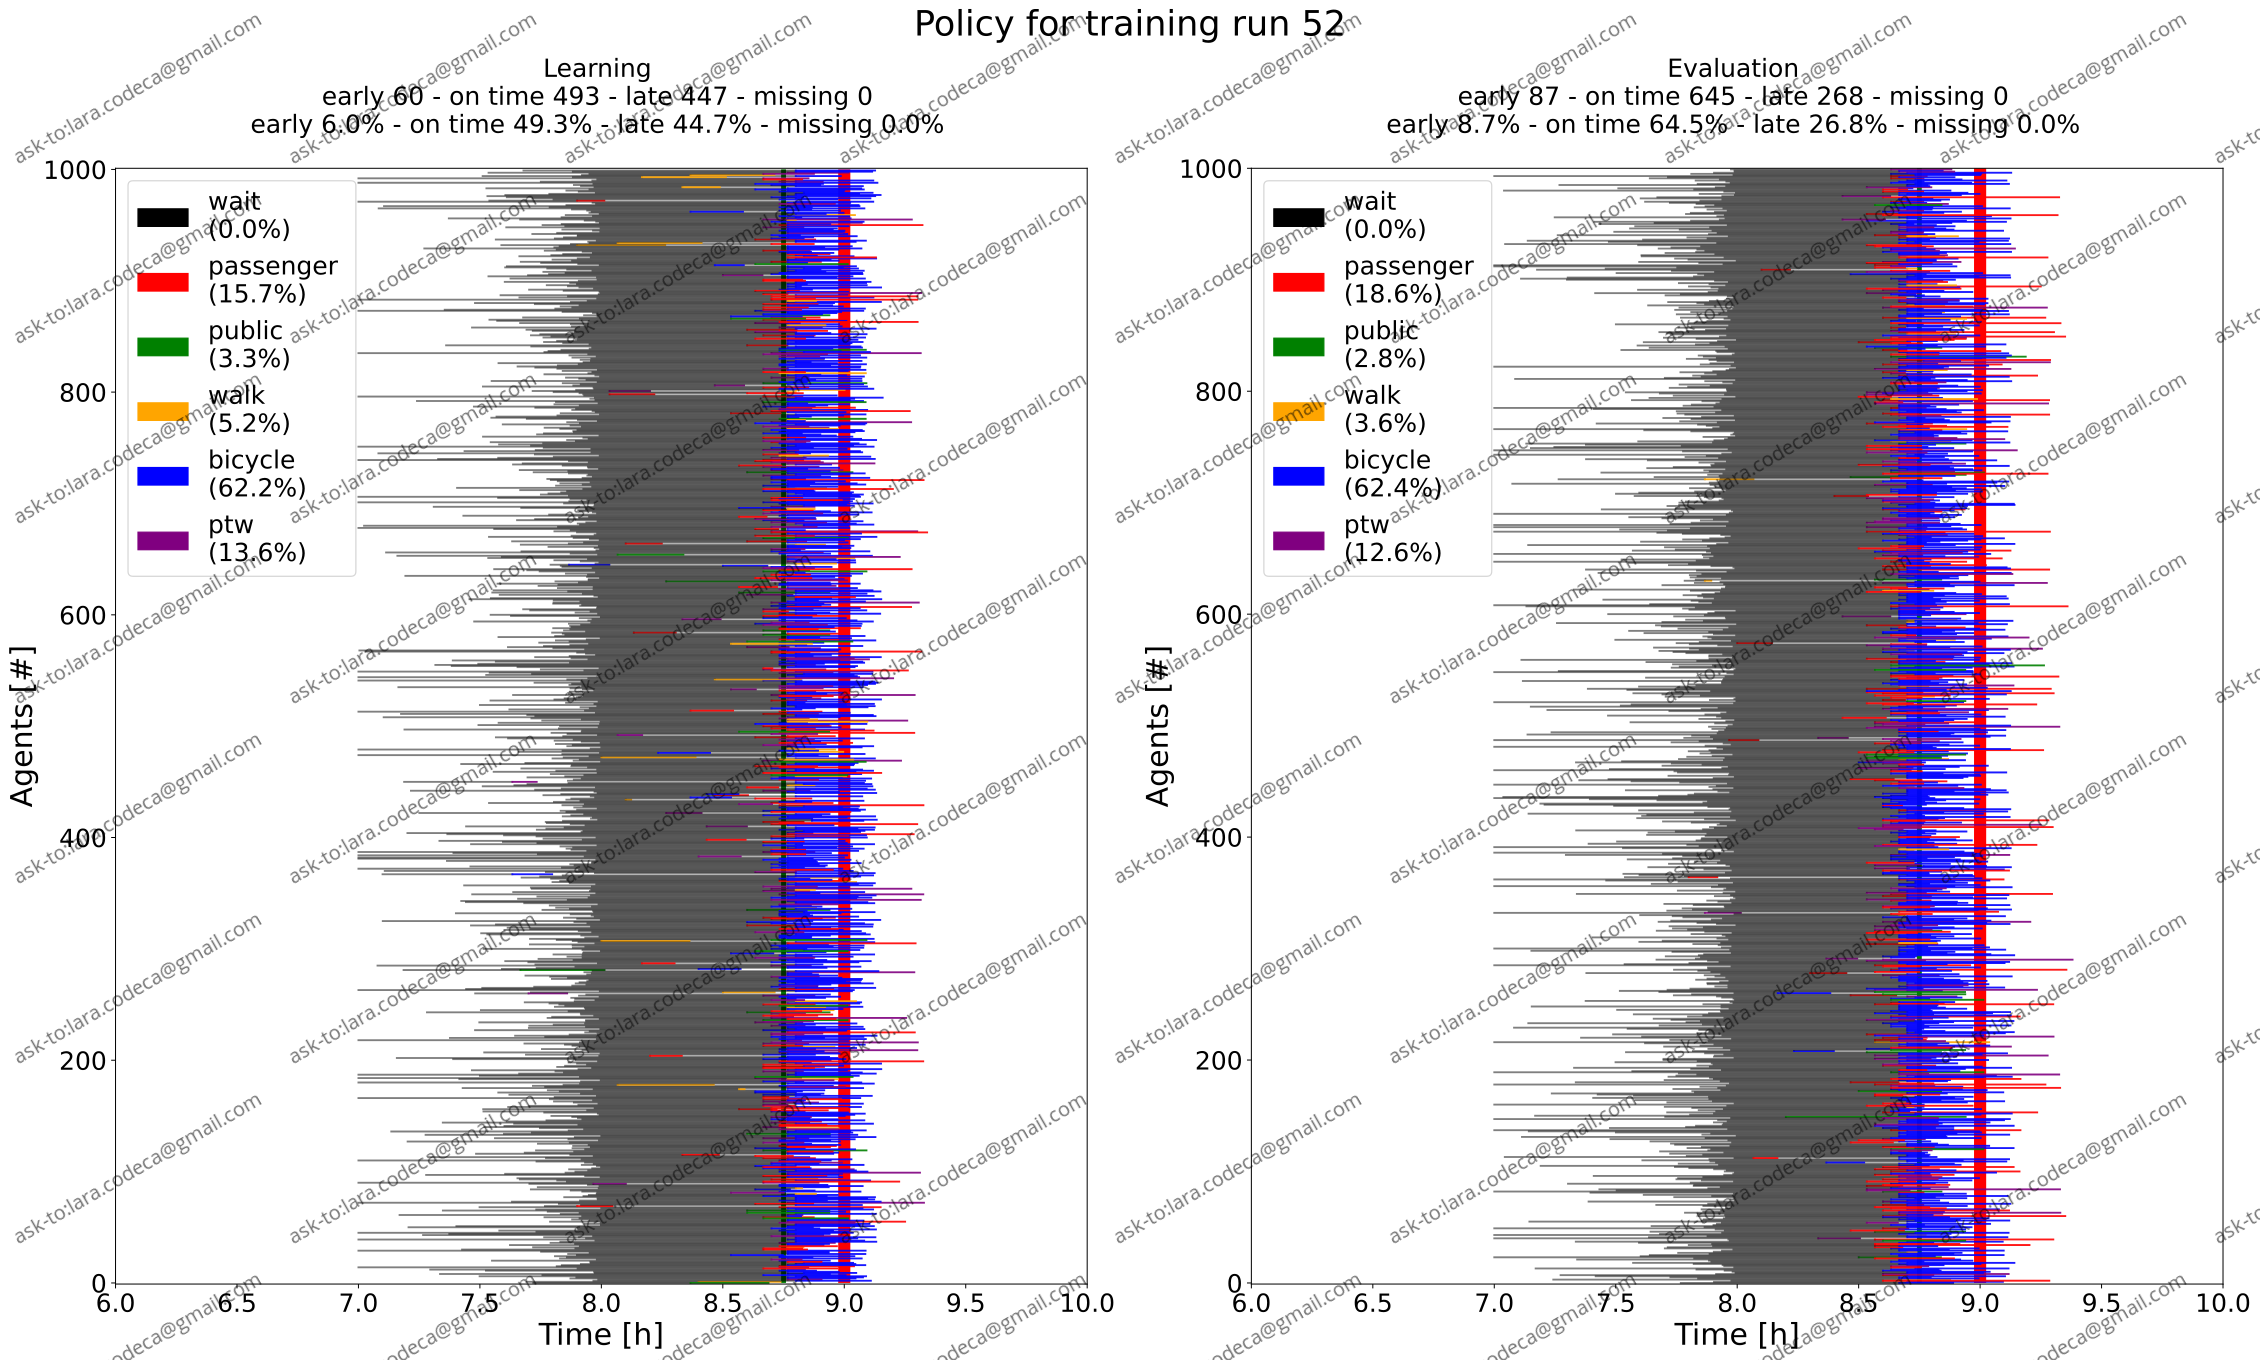 Policy for training run 52
Learning
early 60 - on time 493 - late 447 - missing 0
early 6.0% - on time 49.3% - late 44.7% - missing 0.0%
1000
800
600
400
200
0
Agents [#]
wait
(0.0%)
passenger
(15.7%)
public
(3.3%)
walk
(5.2%)
bicycle
(62.2%)
ptw
(13.6%)
6.0 6.5 7.0 7.5 8.0 8.5 9.0 9.5 10.0
Time [h]
Evaluation
early 87 - on time 645 - late 268 - missing 0
early 8.7% - on time 64.5% - late 26.8% - missing 0.0%
1000
800
600
400
200
0
Agents [#]
wait
(0.0%)
passenger
(18.6%)
public
(2.8%)
walk
(3.6%)
bicycle
(62.4%)
ptw
(12.6%)
6.0 6.5 7.0 7.5 8.0 8.5 9.0 9.5 10.0
Time [h]
ask-to:lara.codeca@gmail.com